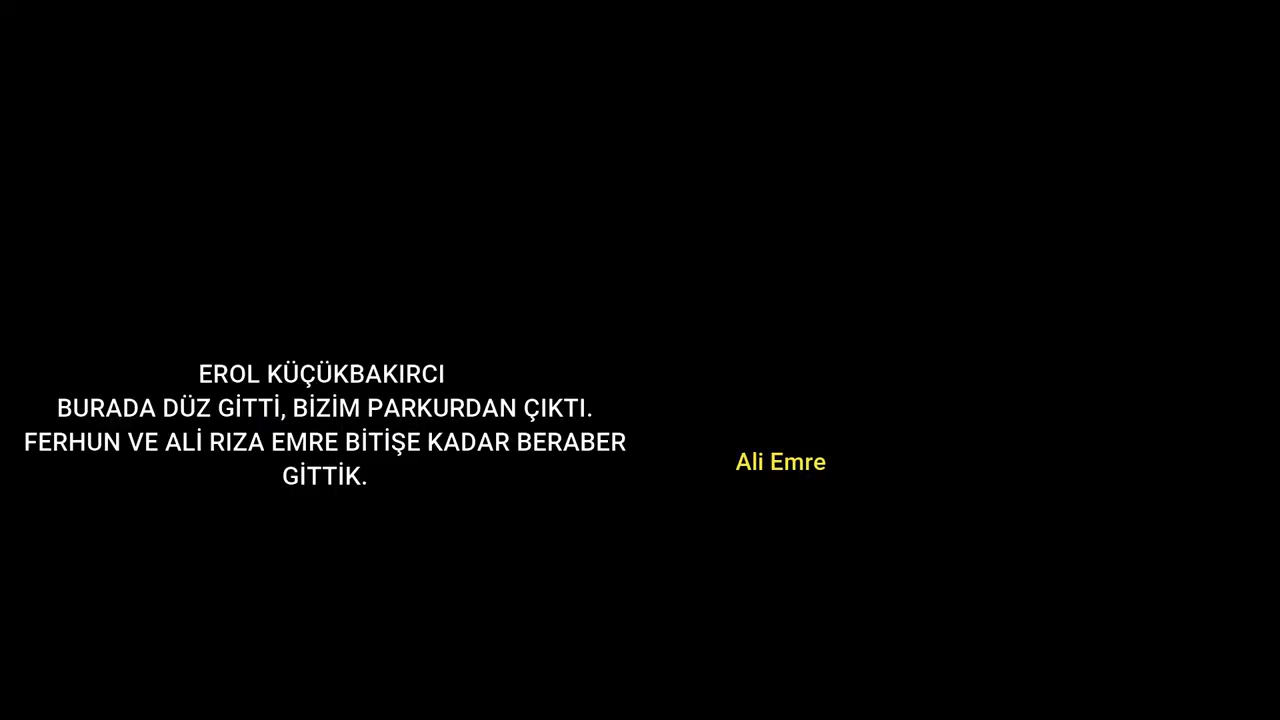 EROL KÜÇÜKBAKIRCI
BURADA DÜZ GİTTİ, BİZİM PARKURDAN ÇIKTI.
FERHUN VE ALİ RIZA EMRE BİTİŞE KADAR BERABER
GİTTİK.
Ali Emre